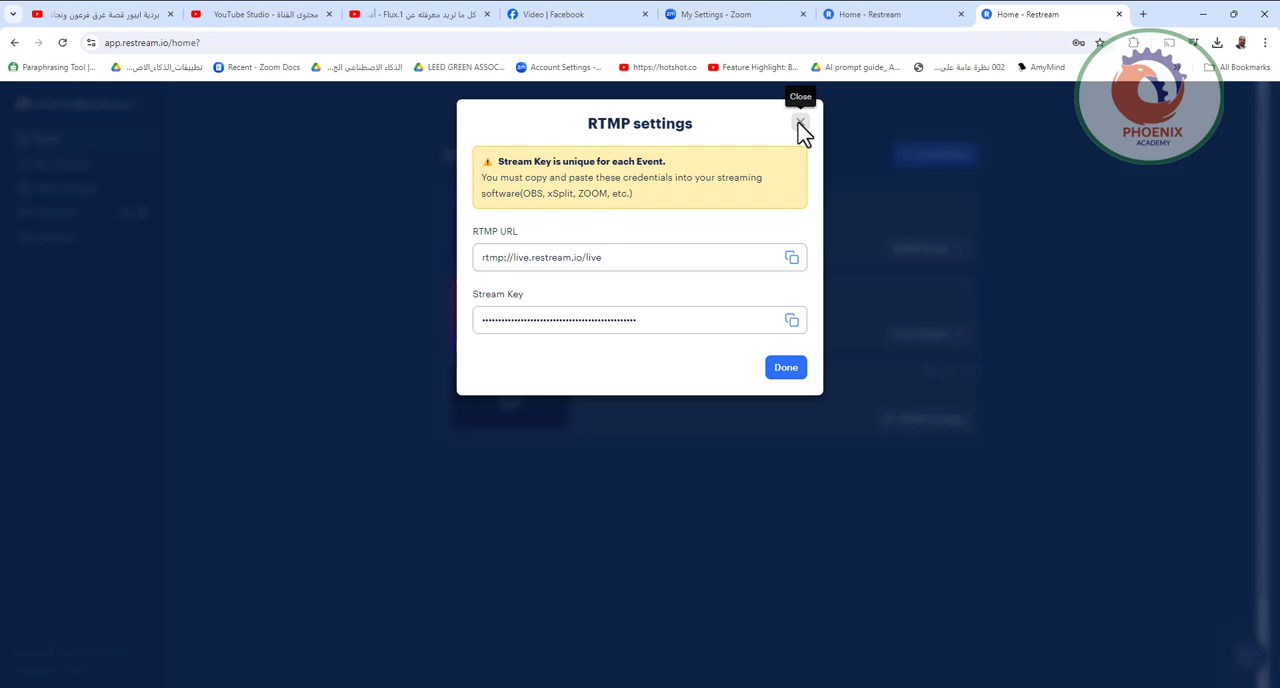 بردية ايبور قصة غرق فرعون ونجا
YouTube Studio - محتوى القناة
كل ما تريد معرفته عن Flux.1 - أفـ
Video | Facebook
My Settings - Zoom
Home - Restream
Home - Restream
app.restream.io/home?
Paraphrasing Tool |...
تطبيقات_الذكاء_الاص...
Recent - Zoom Docs
الذكاء الاصطناعي الج...
LEED GREEN ASSOC...
Account Settings -...
https://hotshot.co
Feature Highlight: B...
AI prompt guide_ A...
002 نظرة عامة على...
AmyMind
All Bookmarks
Close
PHOENIX
ACADEMY
RTMP settings
Stream Key is unique for each Event.
You must copy and paste these credentials into your streaming
software(OBS, xSplit, ZOOM, etc.)
RTMP URL
rtmp://live.restream.io/live
Stream Key
Done